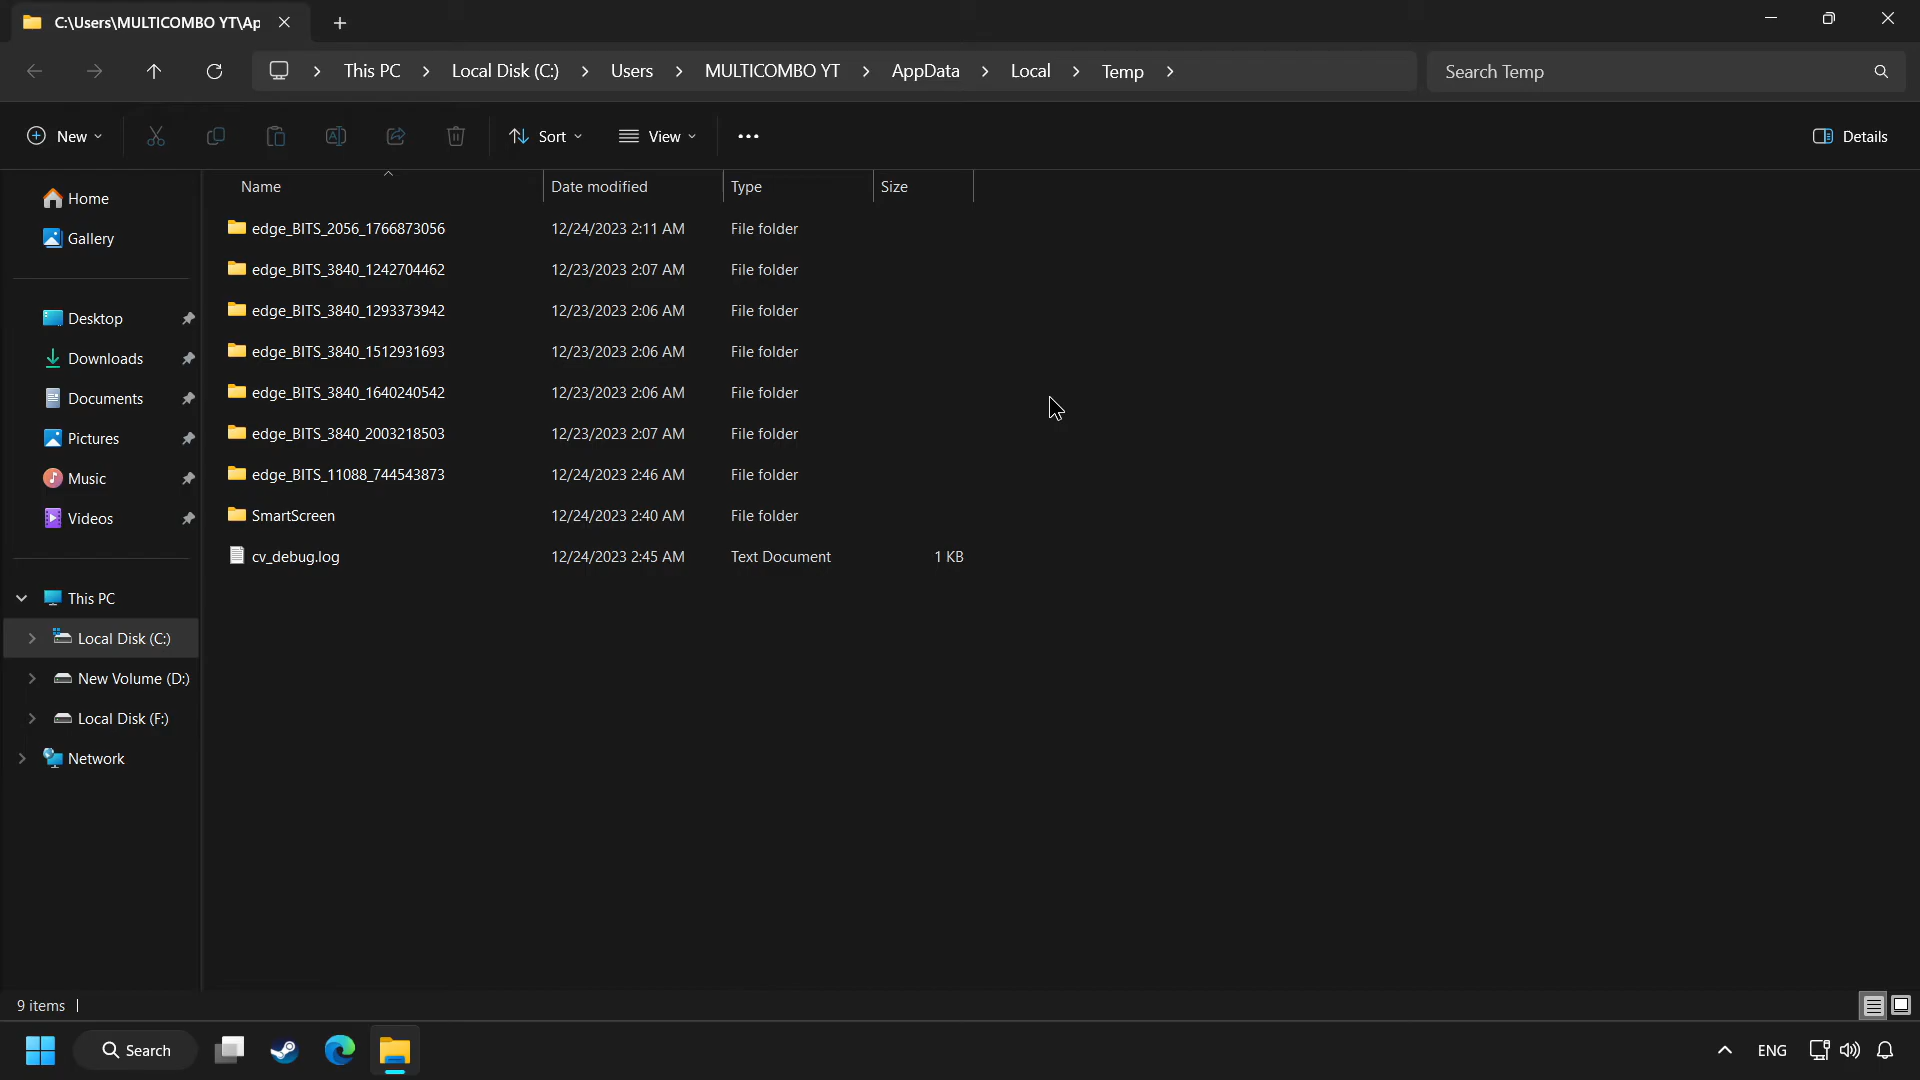 C:\Users\MULTICOMBO YT\Ap
This PC > Local Disk (C:) > Users > MULTICOMBO YT > AppData > Local > Temp >
Search Temp
New
Sort
View
Details
Name Date modified Type Size
edge_BITS_2056_1766873056 12/24/2023 2:11 AM File folder
edge_BITS_3840_1242704462 12/23/2023 2:07 AM File folder
edge_BITS_3840_1293373942 12/23/2023 2:06 AM File folder
edge_BITS_3840_1512931693 12/23/2023 2:06 AM File folder
edge_BITS_3840_1640240542 12/23/2023 2:06 AM File folder
edge_BITS_3840_2003218503 12/23/2023 2:07 AM File folder
edge_BITS_11088_744543873 12/24/2023 2:46 AM File folder
SmartScreen 12/24/2023 2:40 AM File folder
cv_debug.log 12/24/2023 2:45 AM Text Document 1 KB
Home
Gallery
Desktop
Downloads
Documents
Pictures
Music
Videos
This PC
Local Disk (C:)
New Volume (D:)
Local Disk (F:)
Network
9 items
Search
ENG